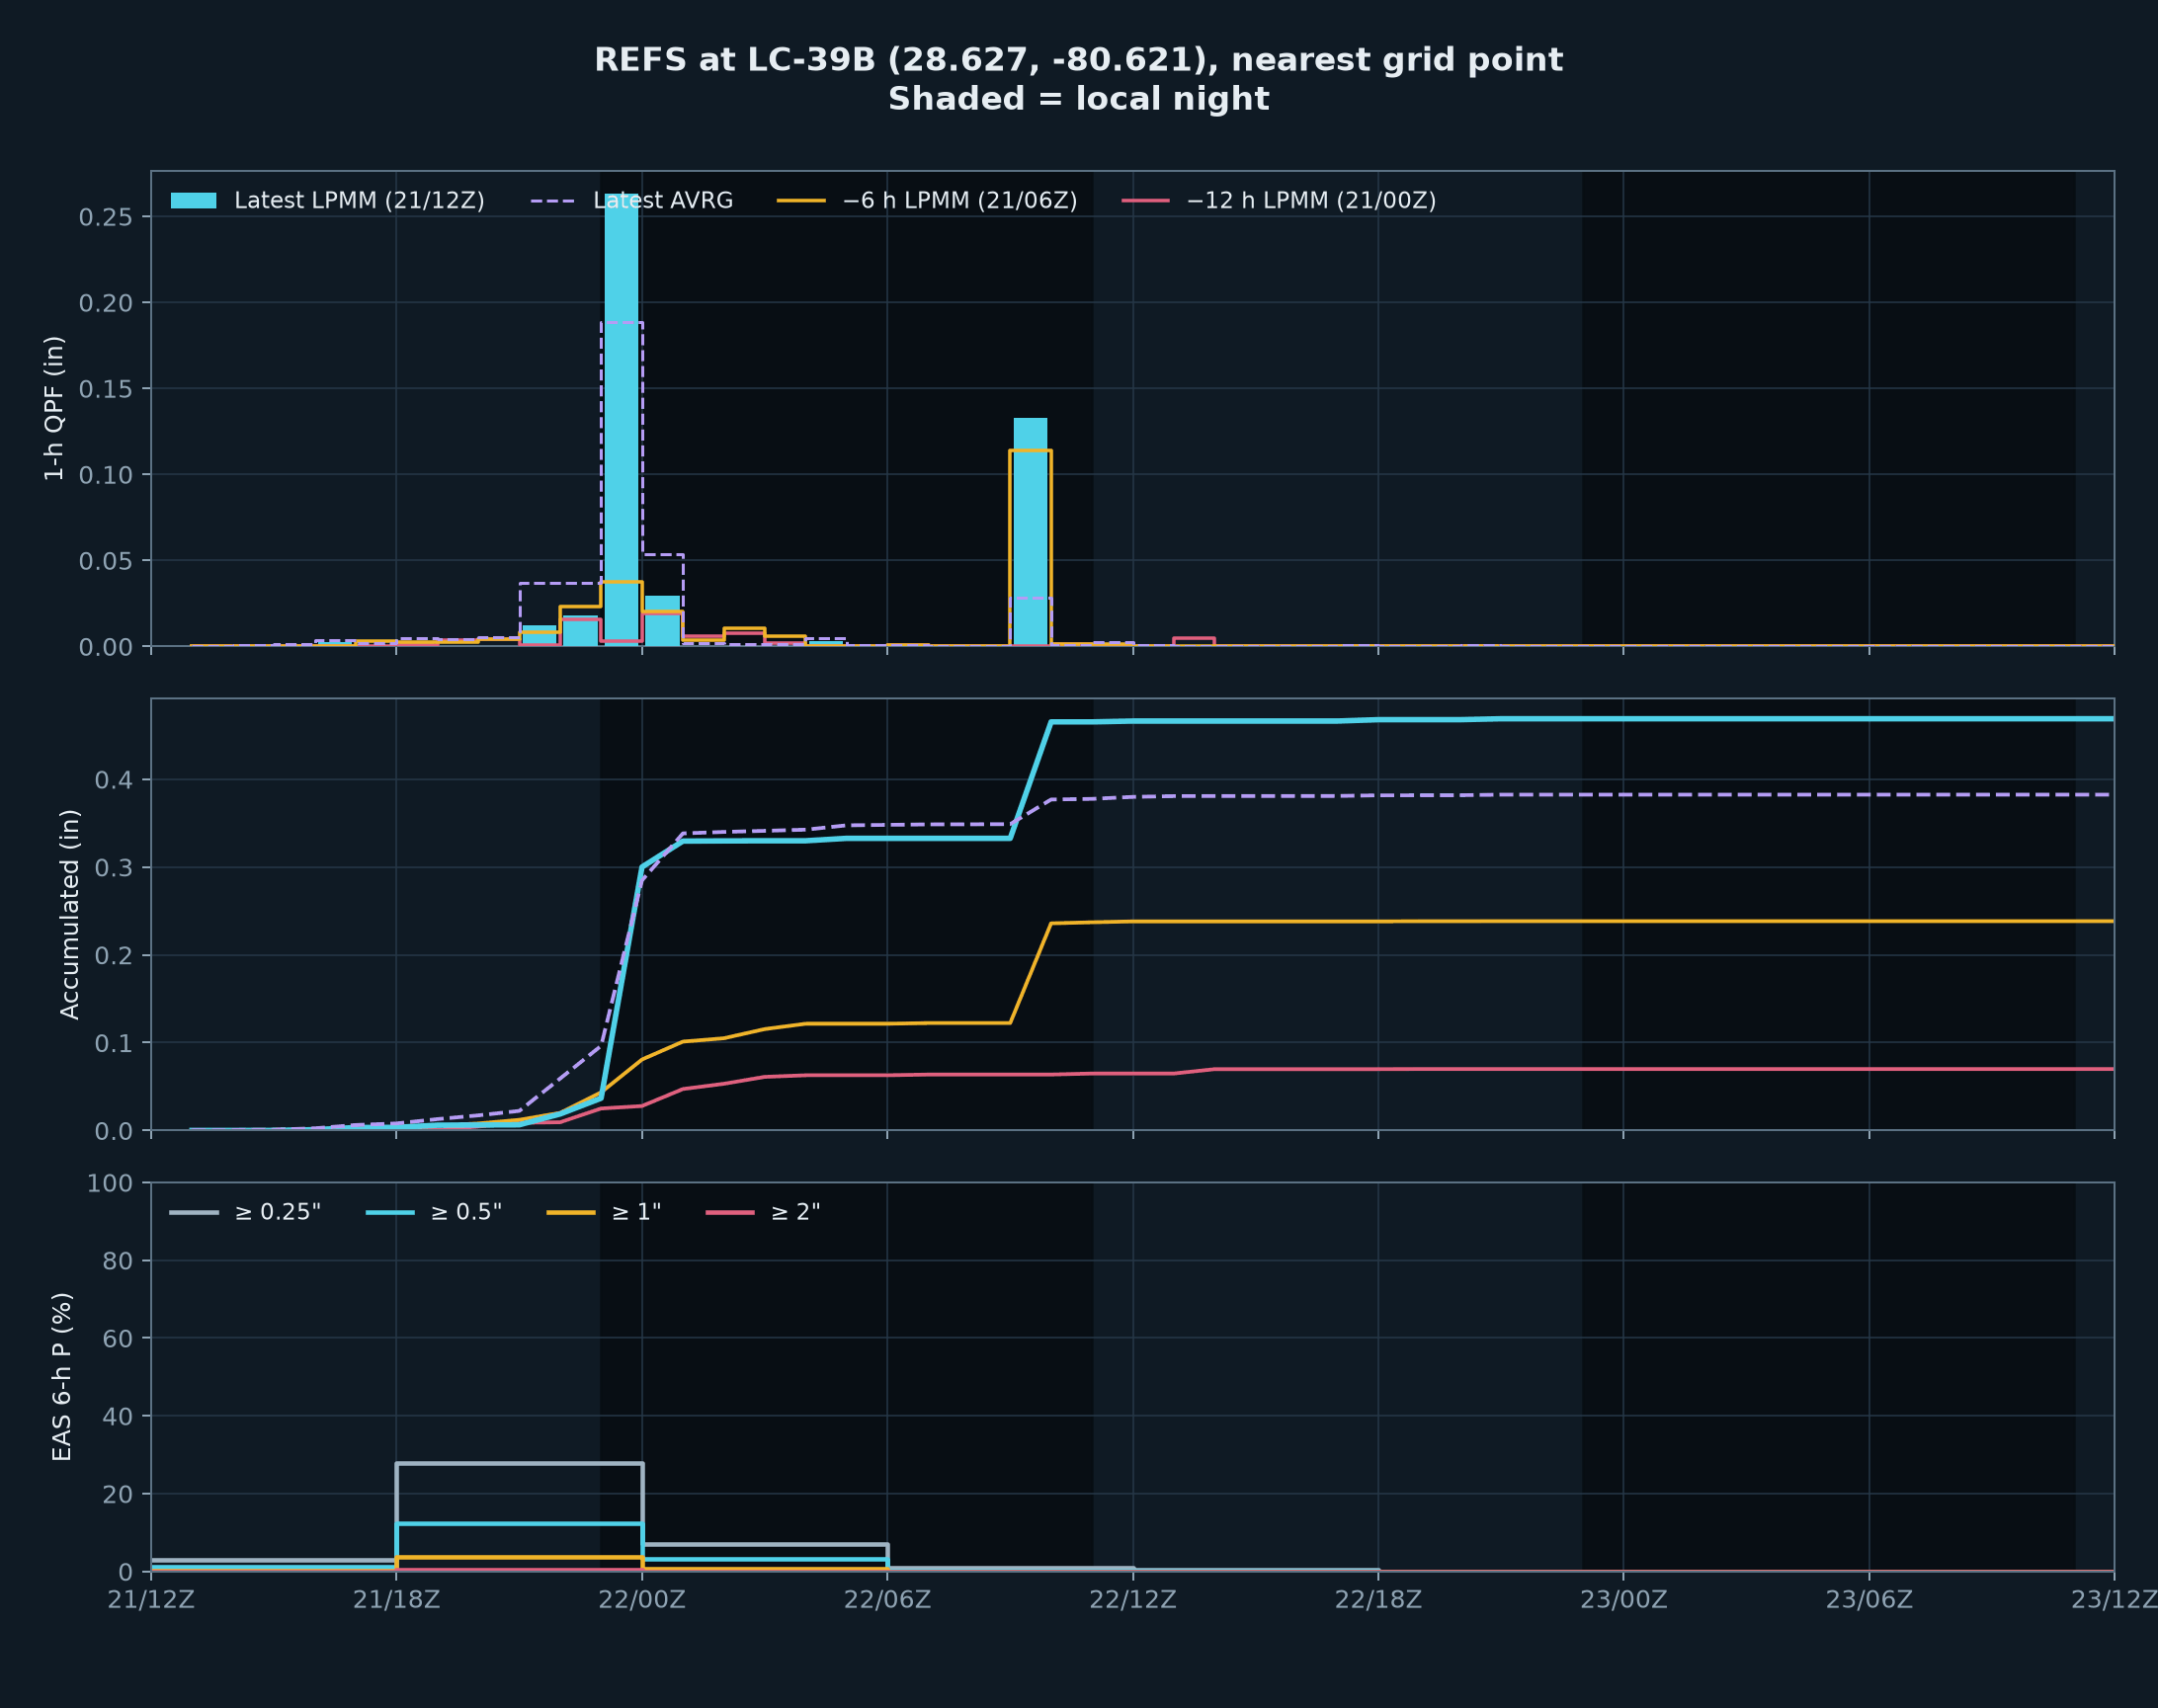 REFS at LC-39B (28.627, -80.621), nearest grid point
Shaded = local night
Latest LPMM (21/12Z) Latest AVRG −6 h LPMM (21/06Z) −12 h LPMM (21/00Z)
1-h QPF (in)
0.25
0.20
0.15
0.10
0.05
0.00
Accumulated (in)
0.4
0.3
0.2
0.1
0.0
≥ 0.25" ≥ 0.5" ≥ 1" ≥ 2"
EAS 6-h P (%)
100
80
60
40
20
0
21/12Z 21/18Z 22/00Z 22/06Z 22/12Z 22/18Z 23/00Z 23/06Z 23/12Z